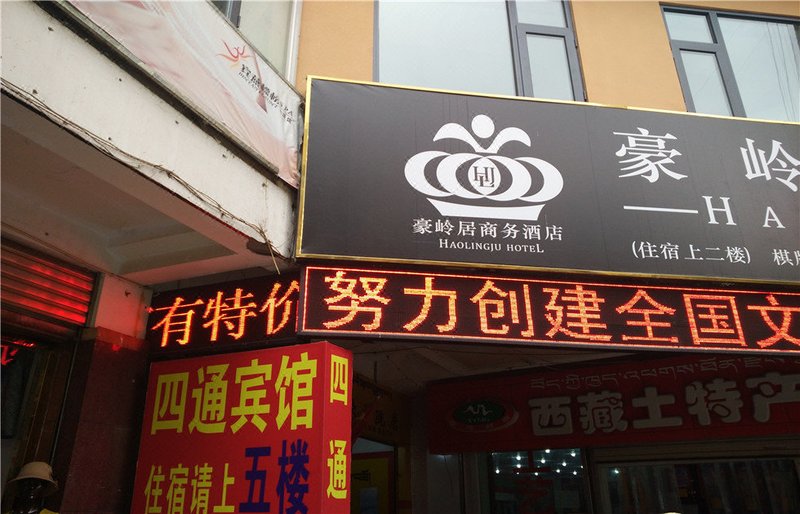 豪岭
HA
HJL
豪岭居商务酒店
HAOLINGJU HOTEL
(住宿上二楼)
有特价
努力创建全国文
四通宾馆
住宿请上五楼
四通
西藏土特产